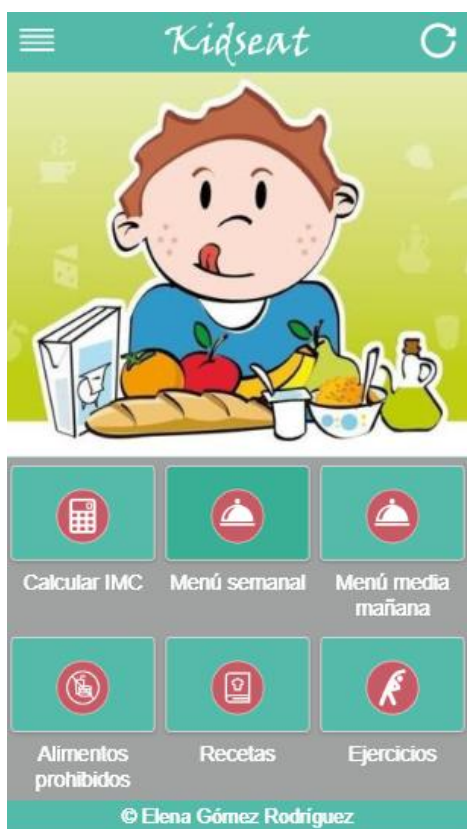 Kidseat
Calcular IMC
Menú semanal
Menú media
mañana
Alimentos
prohibidos
Recetas
Ejercicios
© Elena Gómez Rodríguez